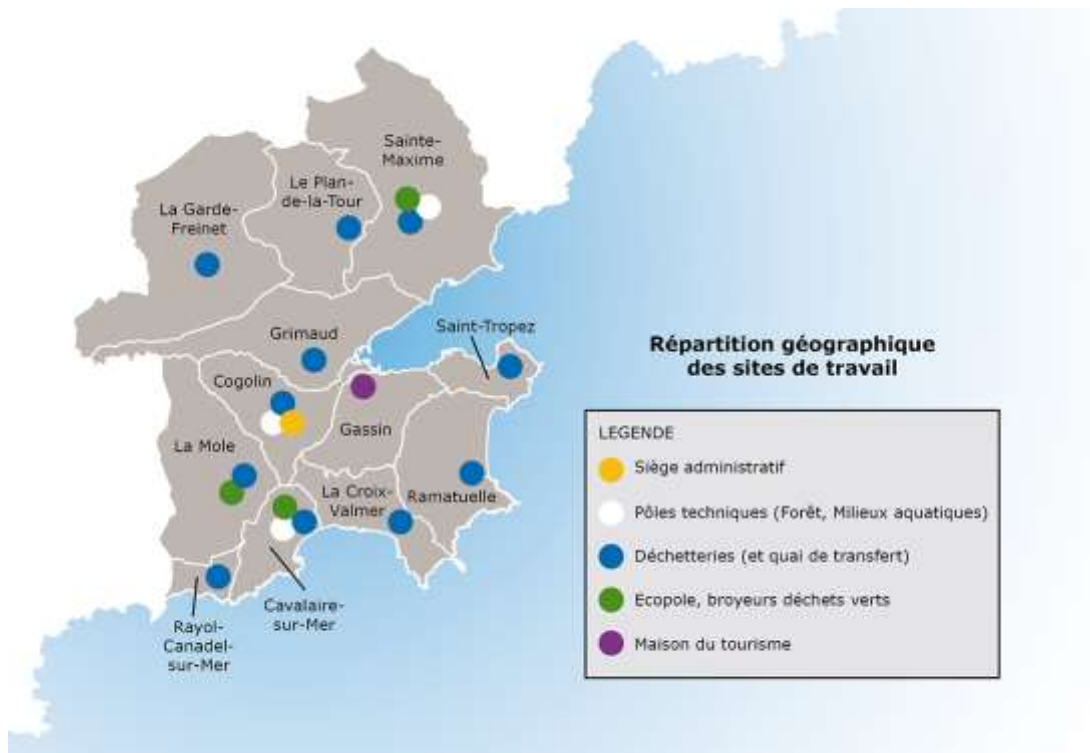 Sainte-
Maxime
Le Plan-
de-la-Tour
La Garde-
Freinet
Grimaud
Saint-Tropez
Cogolin
Gassin
La Mole
La Croix-
Valmer
Ramatuelle
Cavalaire-
sur-Mer
Rayol-
Canadel-
sur-Mer
Répartition géographique
des sites de travail
LEGENDE
Siège administratif
Pôles techniques (Forêt, Milieux aquatiques)
Déchetteries (et quai de transfert)
Ecopole, broyeurs déchets verts
Maison du tourisme